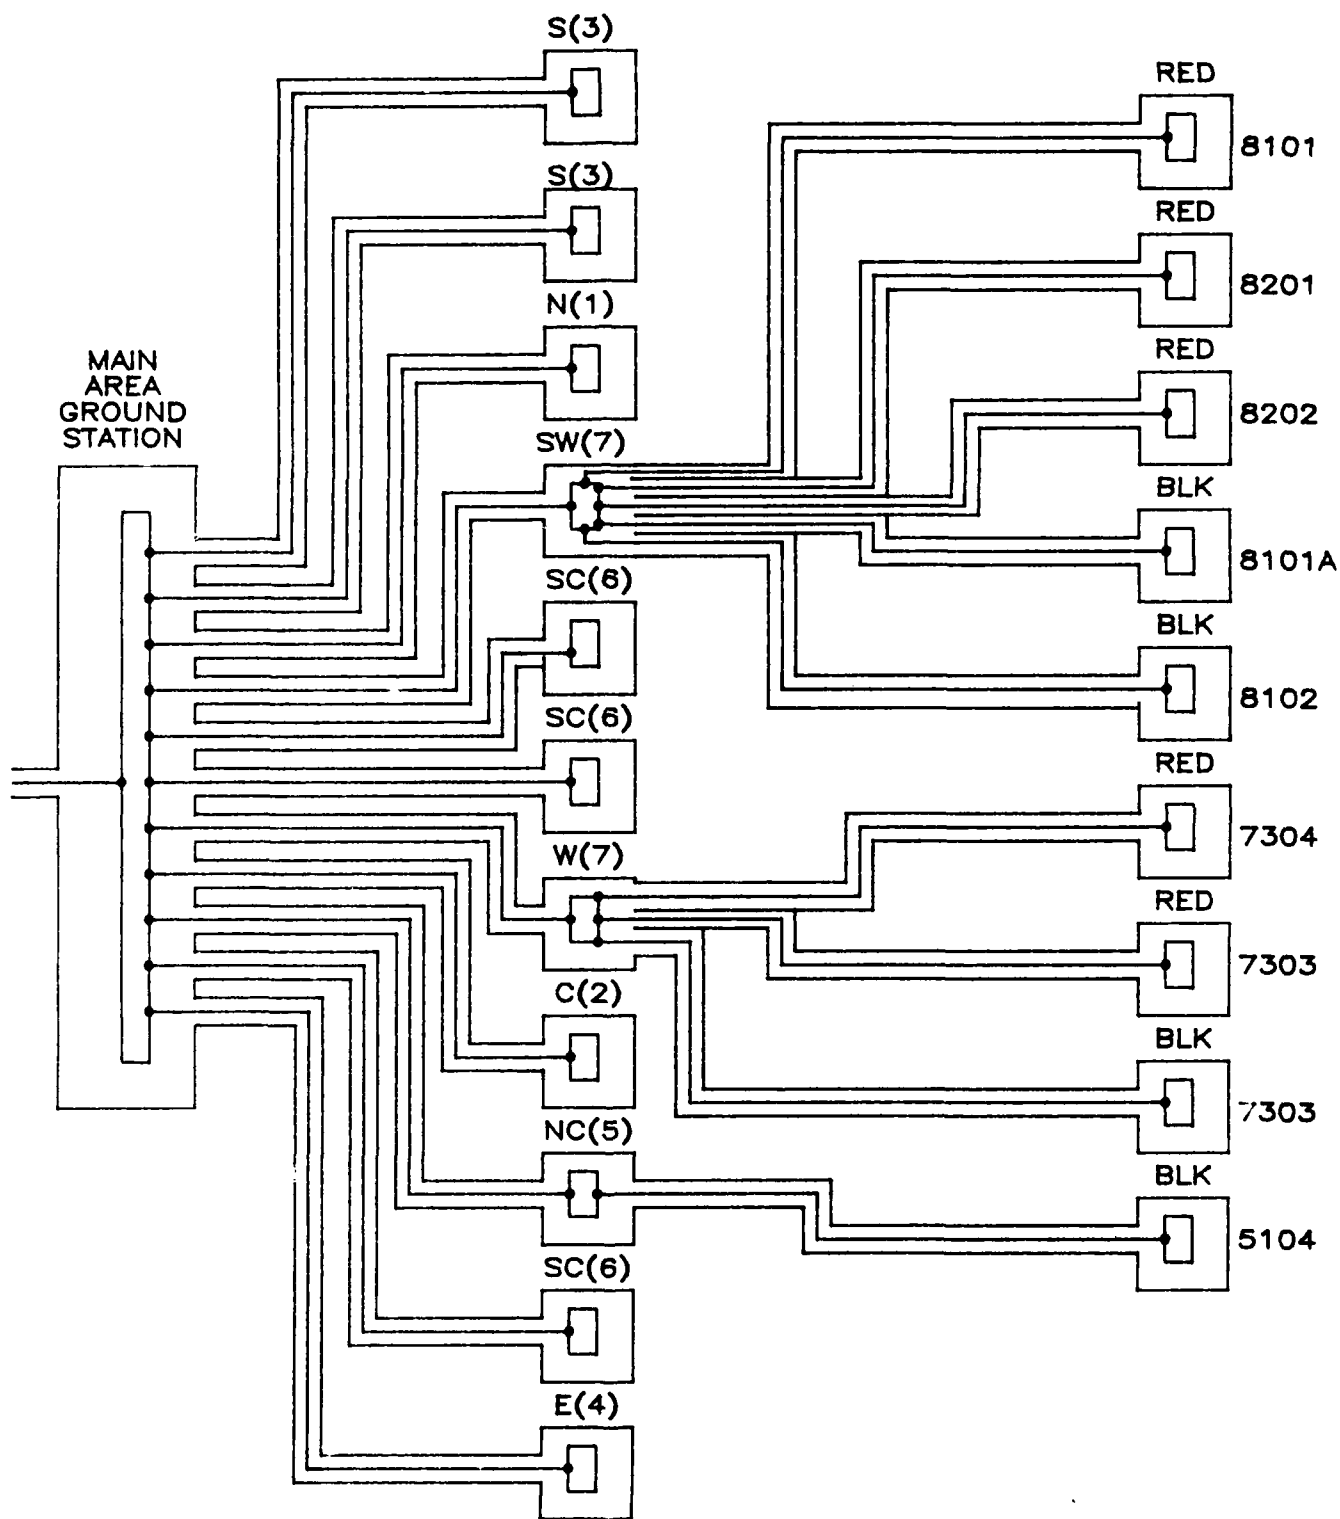 MAIN
AREA
GROUND
STATION
S(3)
S(3)
N(1)
SW(7)
SC(6)
SC(6)
W(7)
C(2)
NC(5)
SC(6)
E(4)
RED
8101
RED
8201
RED
8202
BLK
8101A
BLK
8102
RED
7304
RED
7303
BLK
7303
BLK
5104